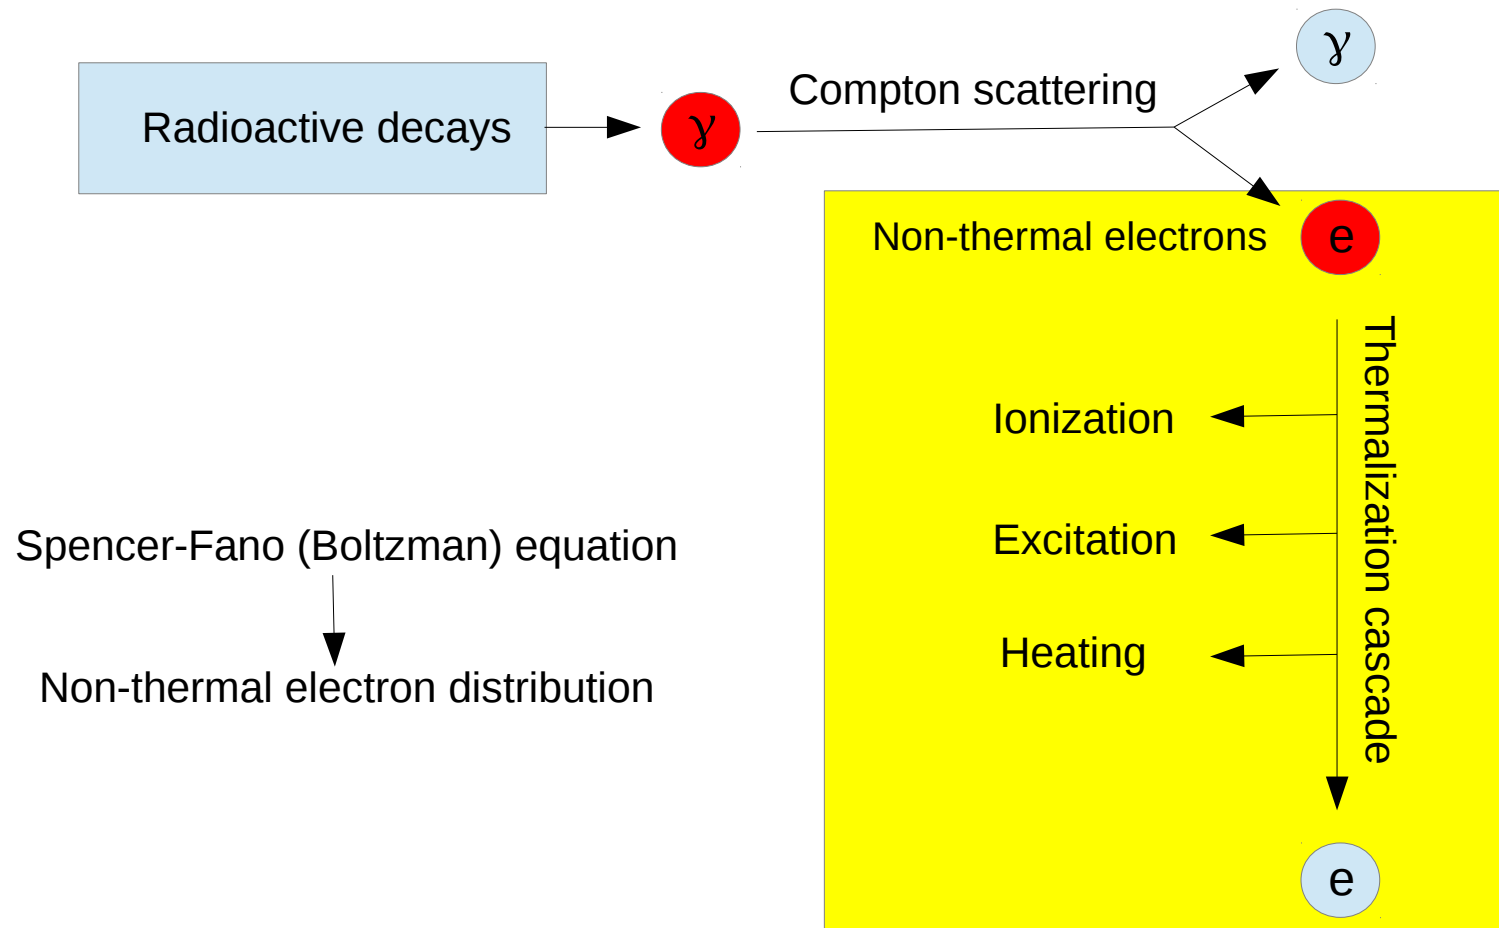 γ
Compton scattering
Radioactive decays
γ
Non-thermal electrons
e
Thermalization cascade
Ionization
Excitation
Spencer-Fano (Boltzman) equation
Heating
Non-thermal electron distribution
e